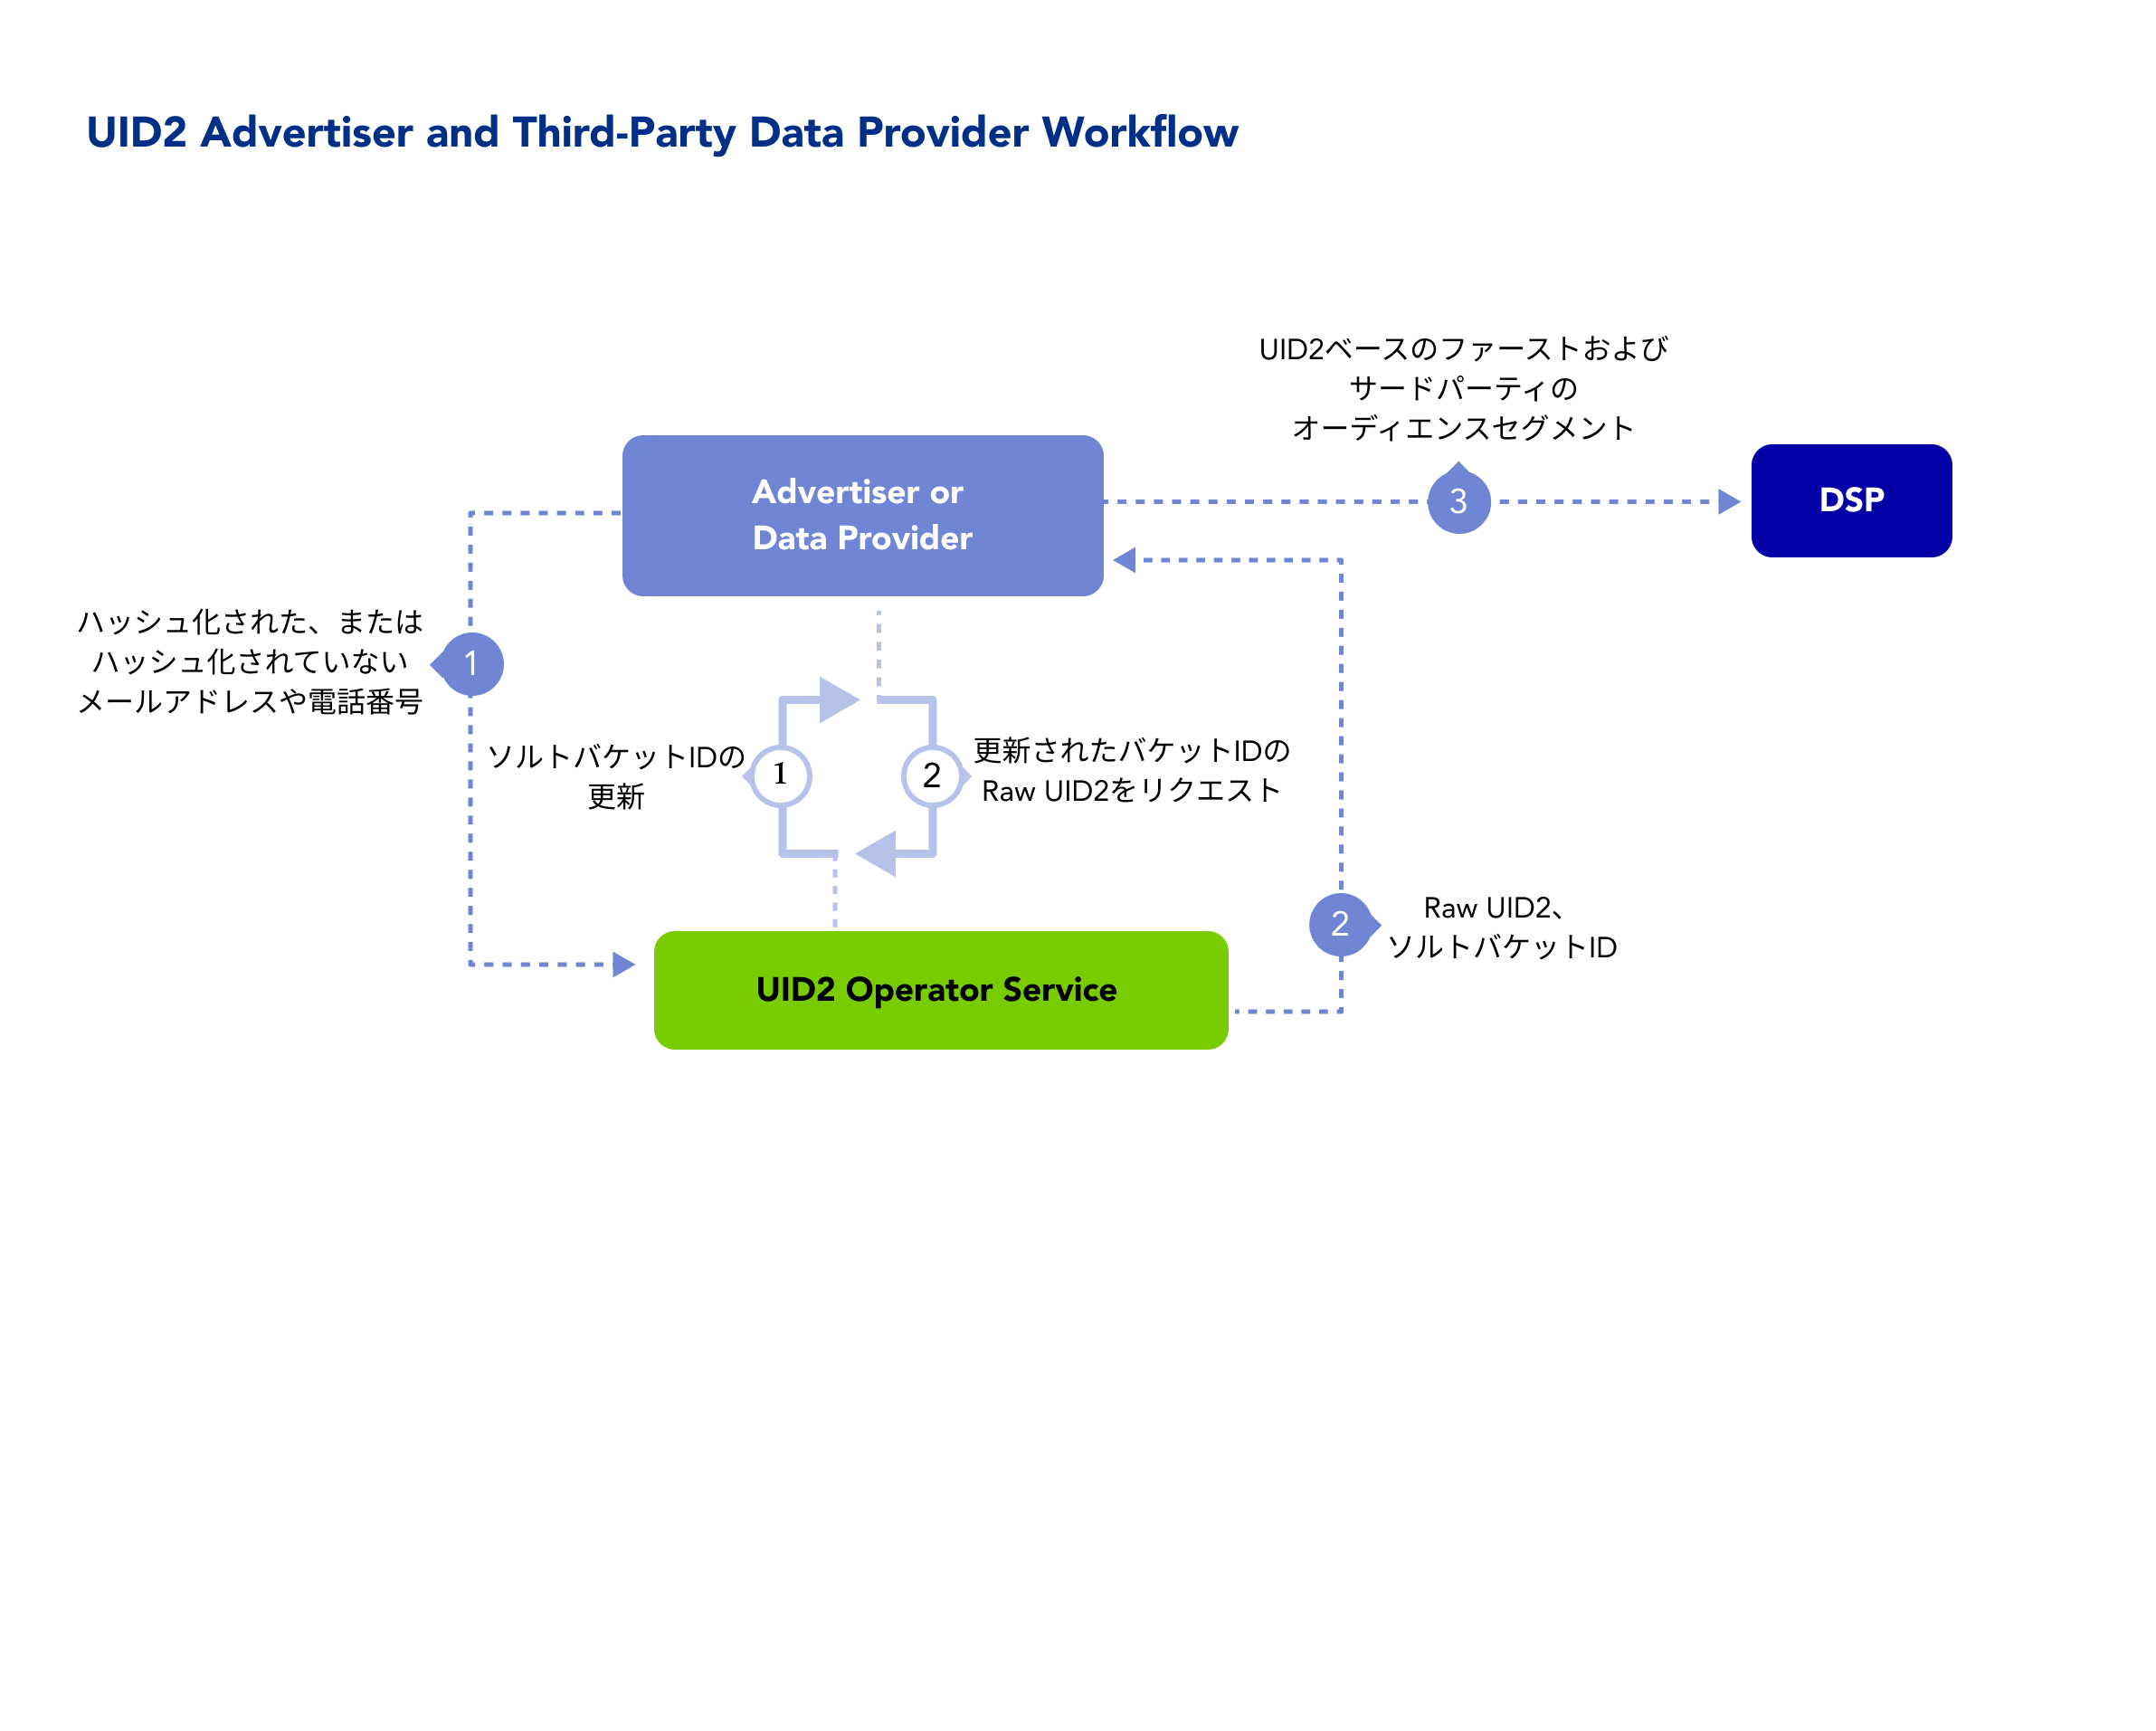 UID2 Advertiser and Third-Party Data Provider Workflow
UID2ベースのファーストおよび
サードパーティの
オーディエンスセグメント
Advertiser or
Data Provider
3
DSP
ハッシュ化された、または
ハッシュ化されていない
メールアドレスや電話番号
1
ソルトバケットIDの
更新
1
2
更新されたバケットIDの
Raw UID2をリクエスト
2
Raw UID2、
ソルトバケットID
UID2 Operator Service